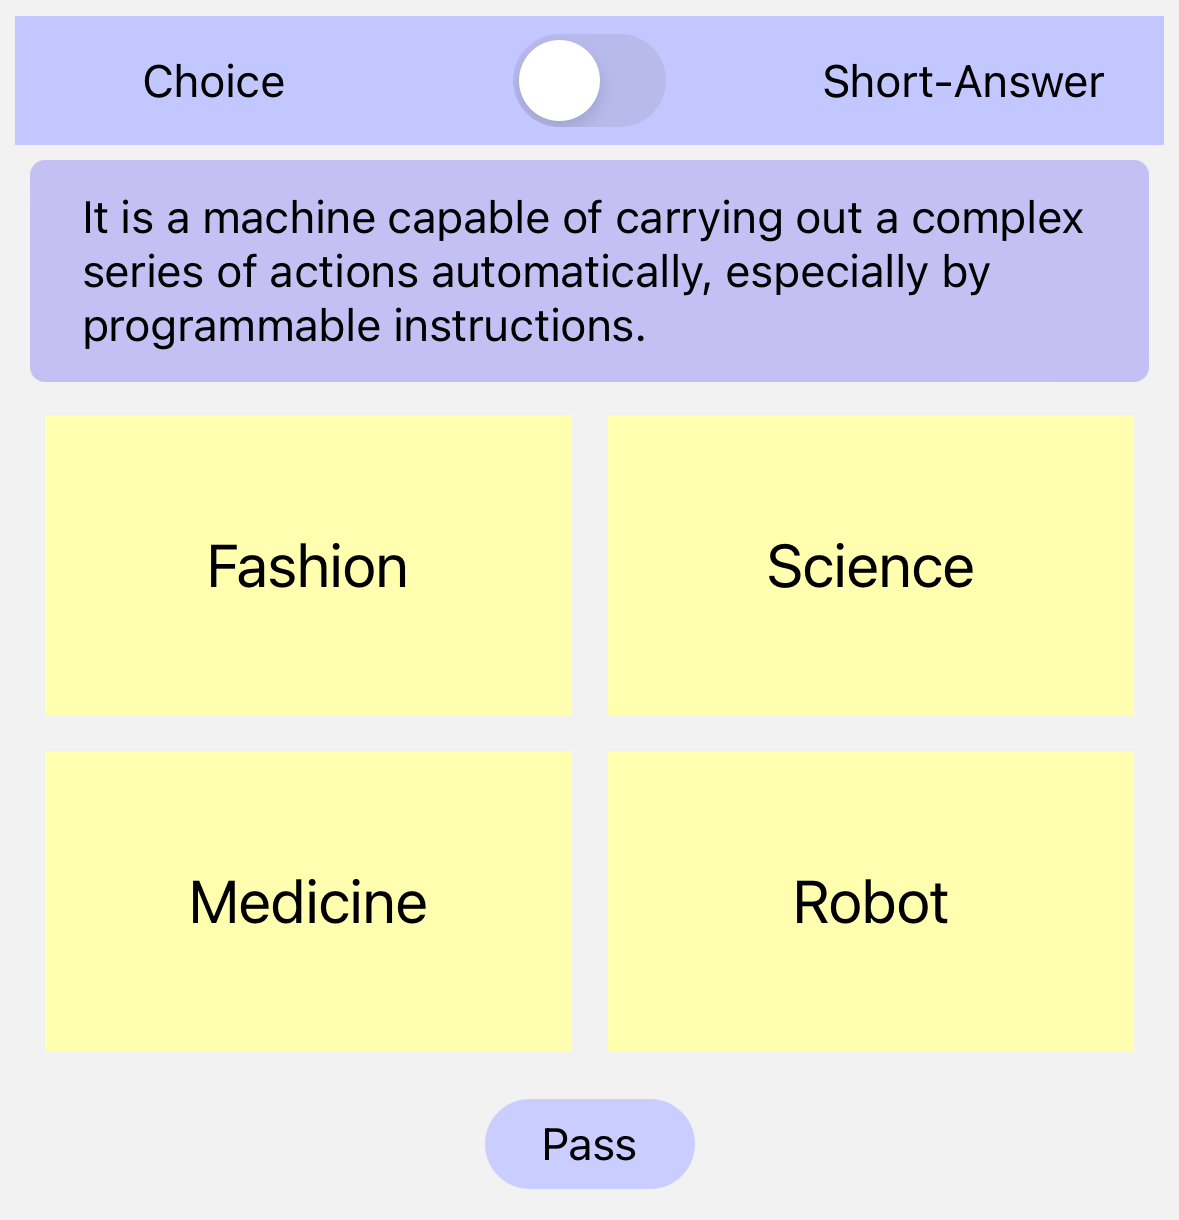 Choice
Short-Answer
It is a machine capable of carrying out a complex
series of actions automatically, especially by
programmable instructions.
Fashion
Science
Medicine
Robot
Pass